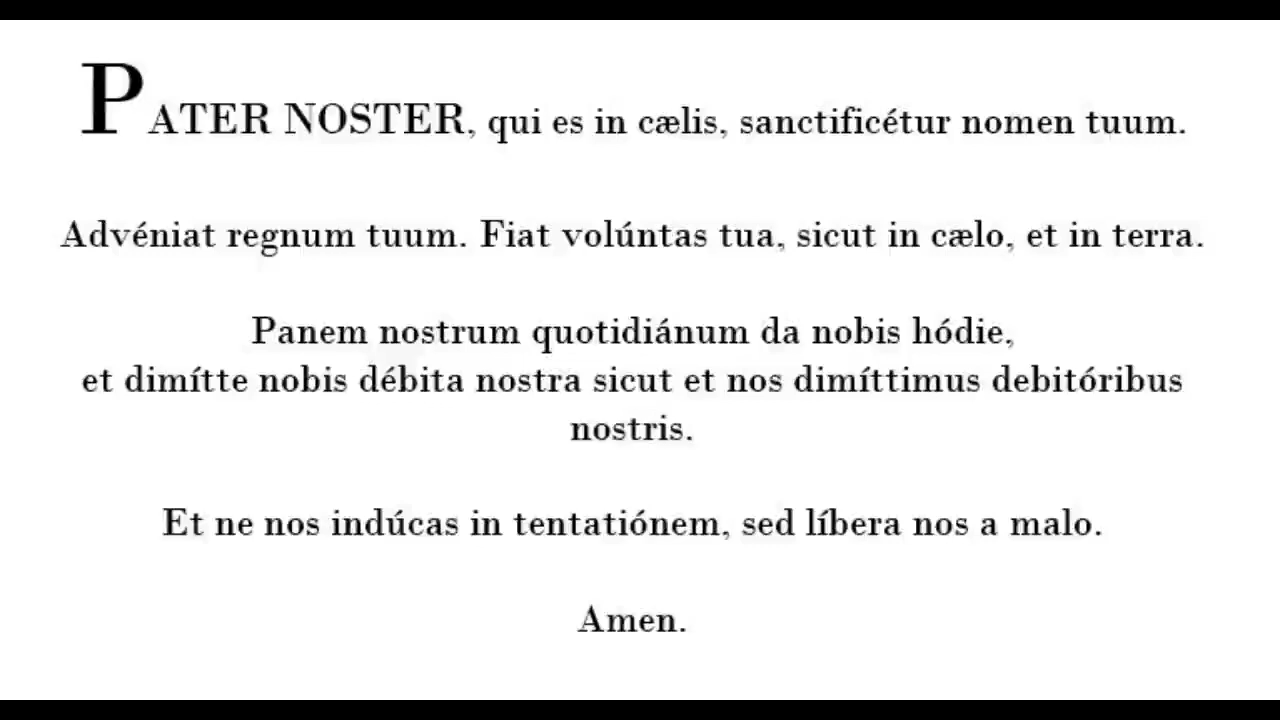 PATER NOSTER, qui es in cælis, sanctificétur nomen tuum.
Advéniat regnum tuum. Fiat volúntas tua, sicut in cælo, et in terra.
Panem nostrum quotidiánum da nobis hódie,
et dimítte nobis débita nostra sicut et nos dimíttimus debitóribus
nostris.
Et ne nos indúcas in tentatiónem, sed líbera nos a malo.
Amen.